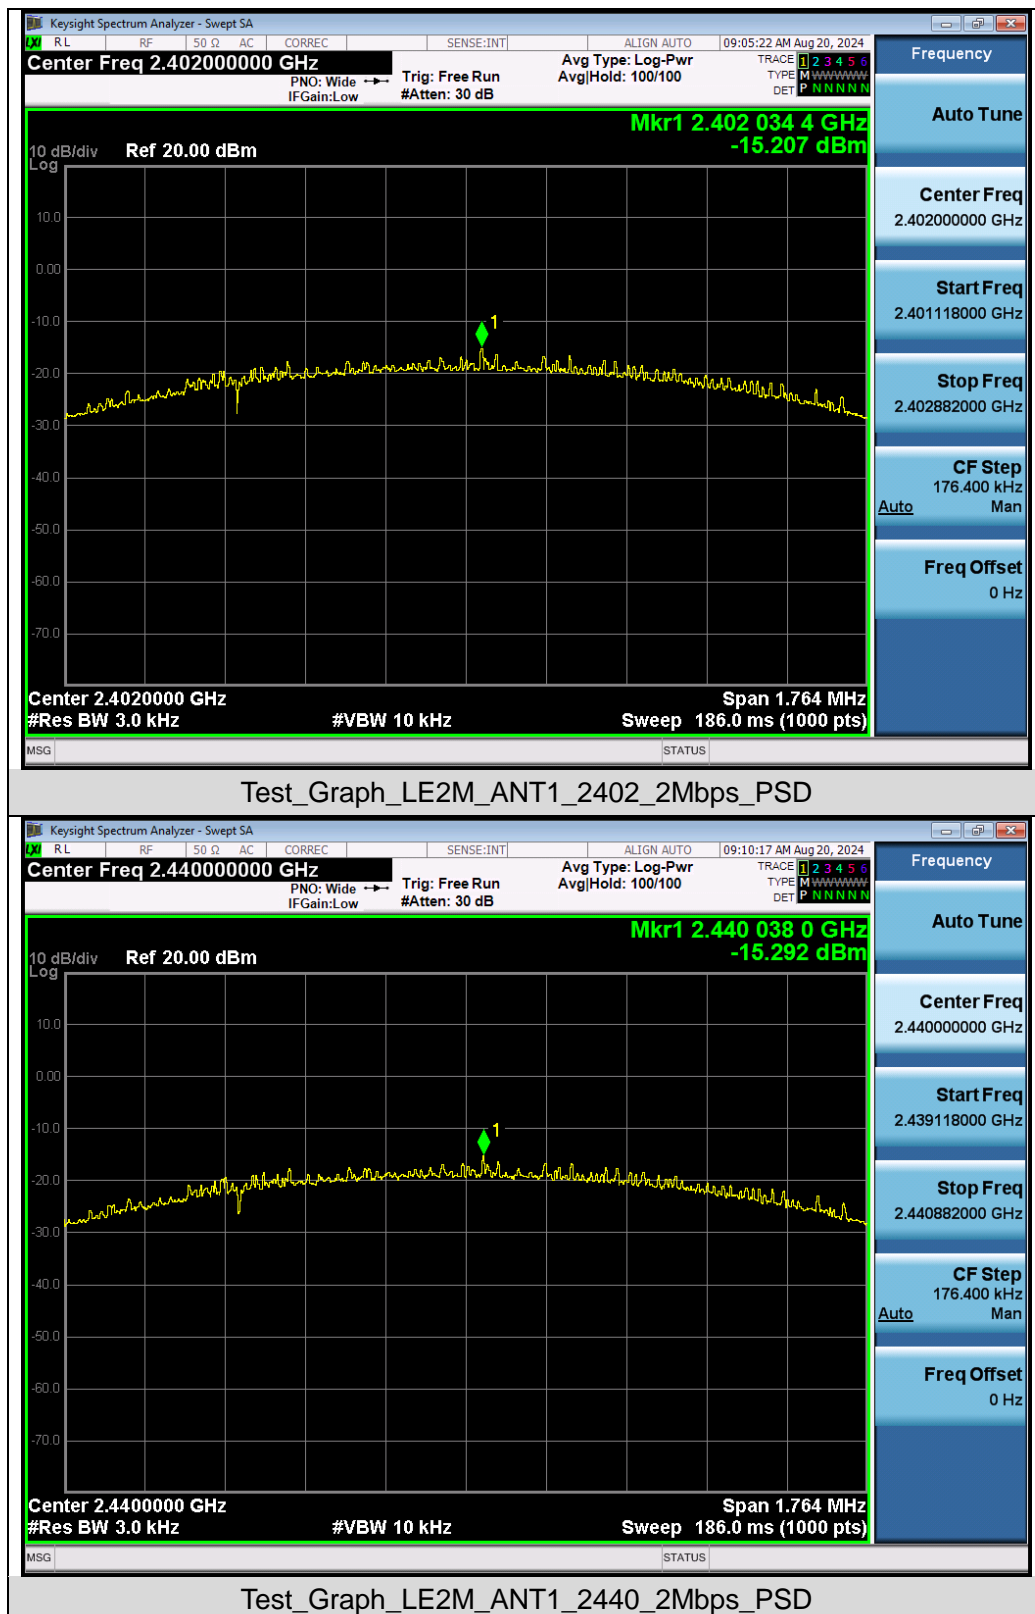 Keysight Spectrum Analyzer - Swept SA
LXI RL RF 50 Ω AC CORREC SENSE:INT ALIGN AUTO 09:05:22 AM Aug 20, 2024
Center Freq 2.402000000 GHz
PNO: Wide
IFGain:Low
Trig: Free Run
#Atten: 30 dB
Avg Type: Log-Pwr
Avg|Hold: 100/100
TRACE 1 2 3 4 5 6
TYPE M WWWWW
DET P N N N N N
Mkr1 2.402 034 4 GHz
-15.207 dBm
10 dB/div Ref 20.00 dBm
Log
10.0
0.00
-10.0
1
-20.0
-30.0
-40.0
-50.0
-60.0
-70.0
Center 2.4020000 GHz Span 1.764 MHz
#Res BW 3.0 kHz #VBW 10 kHz Sweep 186.0 ms (1000 pts)
MSG STATUS
Frequency
Auto Tune
Center Freq
2.402000000 GHz
Start Freq
2.401118000 GHz
Stop Freq
2.402882000 GHz
CF Step
176.400 kHz
Auto Man
Freq Offset
0 Hz
Test_Graph_LE2M_ANT1_2402_2Mbps_PSD
Keysight Spectrum Analyzer - Swept SA
LXI RL RF 50 Ω AC CORREC SENSE:INT ALIGN AUTO 09:10:17 AM Aug 20, 2024
Center Freq 2.440000000 GHz
PNO: Wide
IFGain:Low
Trig: Free Run
#Atten: 30 dB
Avg Type: Log-Pwr
Avg|Hold: 100/100
TRACE 1 2 3 4 5 6
TYPE M WWWWW
DET P N N N N N
Mkr1 2.440 038 0 GHz
-15.292 dBm
10 dB/div Ref 20.00 dBm
Log
10.0
0.00
-10.0
1
-20.0
-30.0
-40.0
-50.0
-60.0
-70.0
Center 2.4400000 GHz Span 1.764 MHz
#Res BW 3.0 kHz #VBW 10 kHz Sweep 186.0 ms (1000 pts)
MSG STATUS
Frequency
Auto Tune
Center Freq
2.440000000 GHz
Start Freq
2.439118000 GHz
Stop Freq
2.440882000 GHz
CF Step
176.400 kHz
Auto Man
Freq Offset
0 Hz
Test_Graph_LE2M_ANT1_2440_2Mbps_PSD